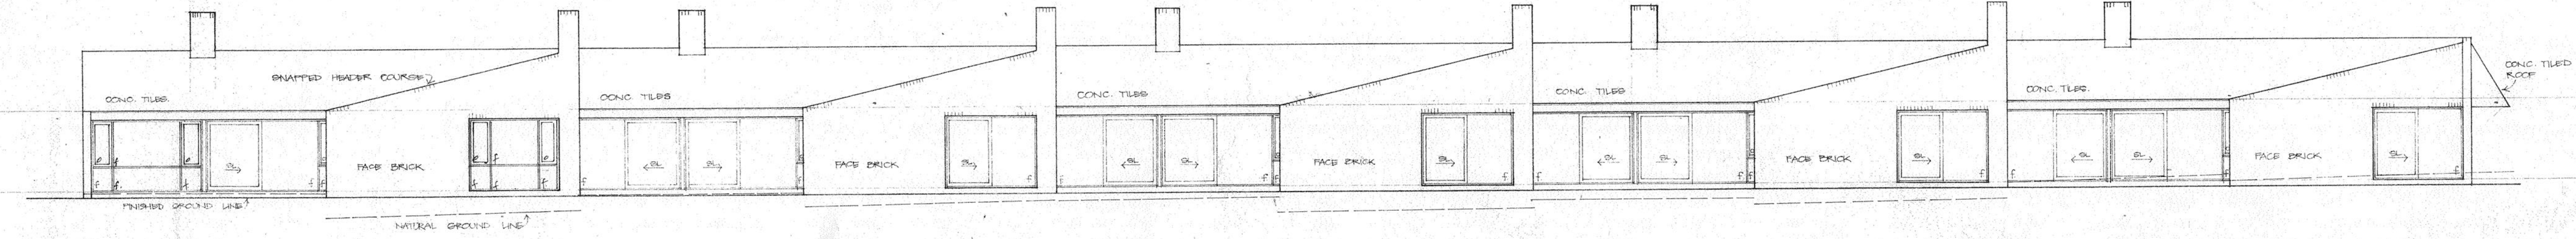 CONC. TILED
ROOF
SNAPPED HEADER COURSE
CONC. TILES.
CONC. TILES
CONC. TILES
CONC. TILES
CONC. TILES.
e f e SL f f
f f. f f
FACE BRICK
e f e
f f f
f SL SL f f
FACE BRICK
SL f
f SL SL f f
FACE BRICK
SL f
f SL SL f f
FACE BRICK
SL f
f SL SL f f
FACE BRICK
SL f
FINISHED GROUND LINE
NATURAL GROUND LINE